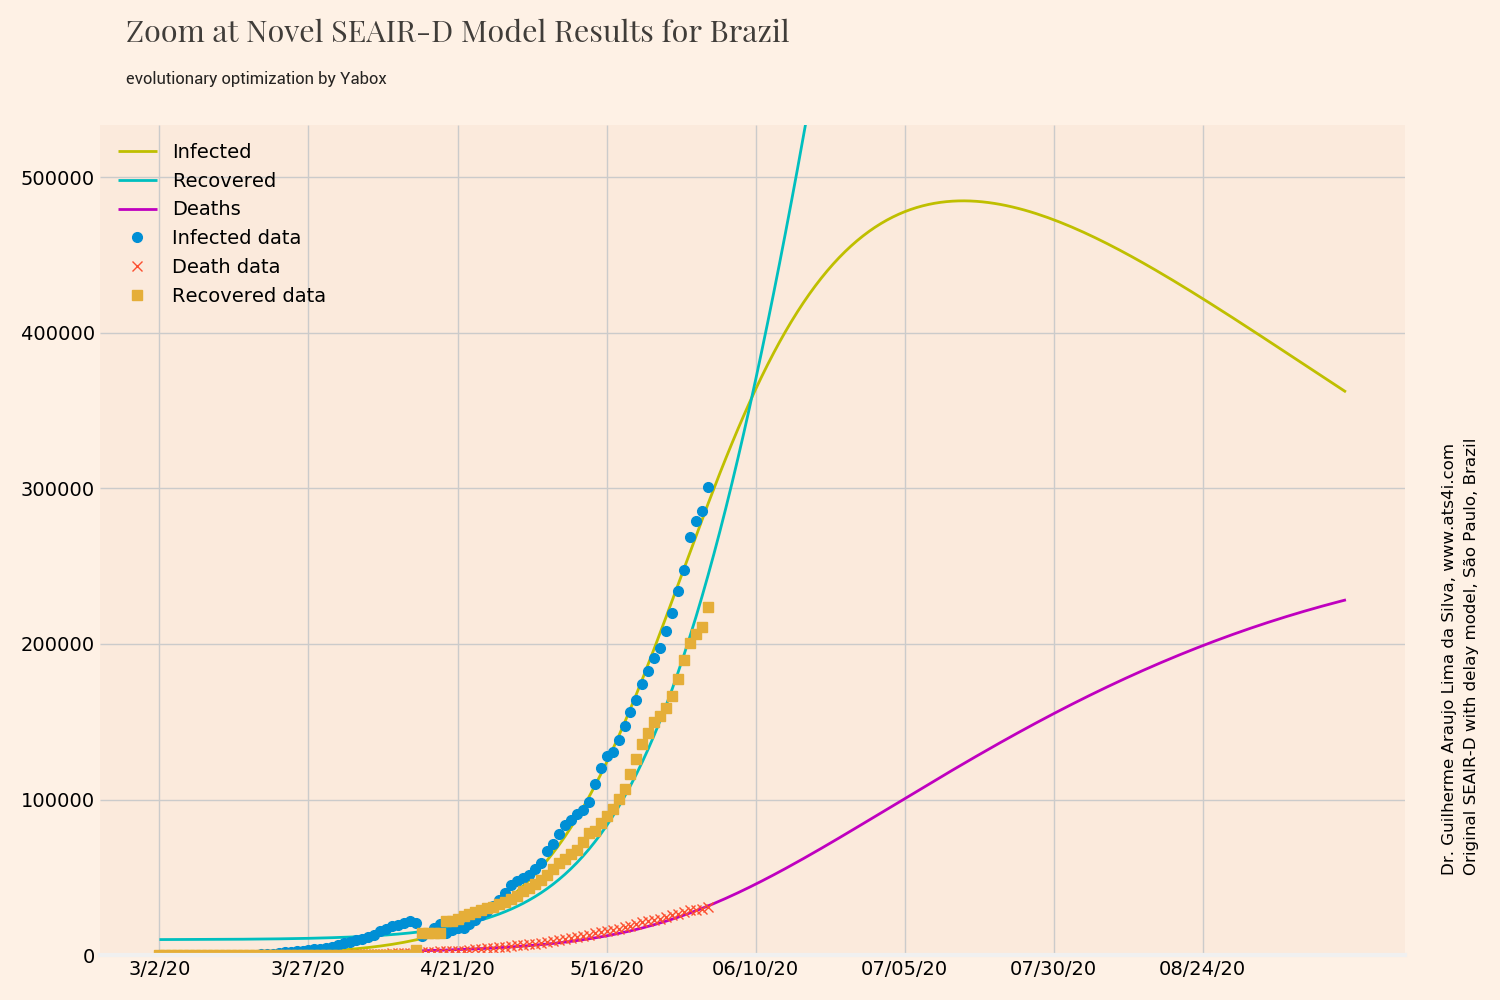 Zoom at Novel SEAIR-D Model Results for Brazil
evolutionary optimization by Yabox
Infected
Recovered
Deaths
Infected data
Death data
Recovered data
500000
400000
300000
200000
100000
0
3/2/20
3/27/20
4/21/20
5/16/20
06/10/20
07/05/20
07/30/20
08/24/20
Dr. Guilherme Araujo Lima da Silva, www.ats4i.com
Original SEAIR-D with delay model, São Paulo, Brazil